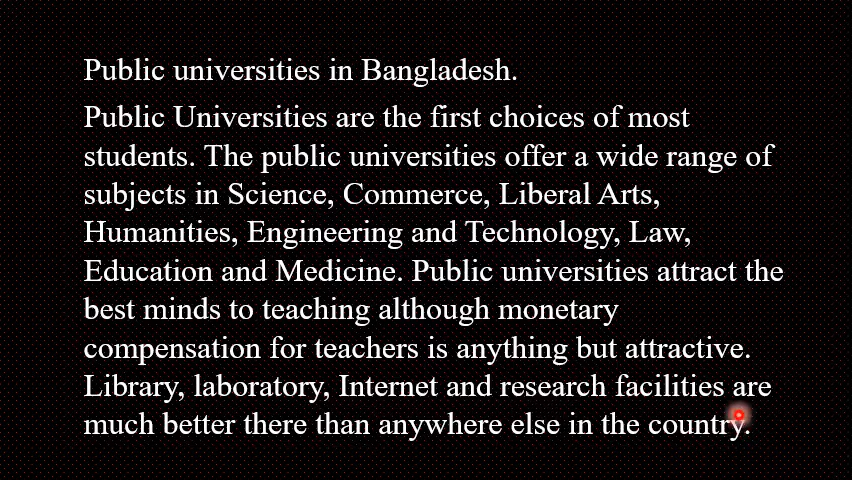 Public universities in Bangladesh.
Public Universities are the first choices of most
students. The public universities offer a wide range of
subjects in Science, Commerce, Liberal Arts,
Humanities, Engineering and Technology, Law,
Education and Medicine. Public universities attract the
best minds to teaching although monetary
compensation for teachers is anything but attractive.
Library, laboratory, Internet and research facilities are
much better there than anywhere else in the country.